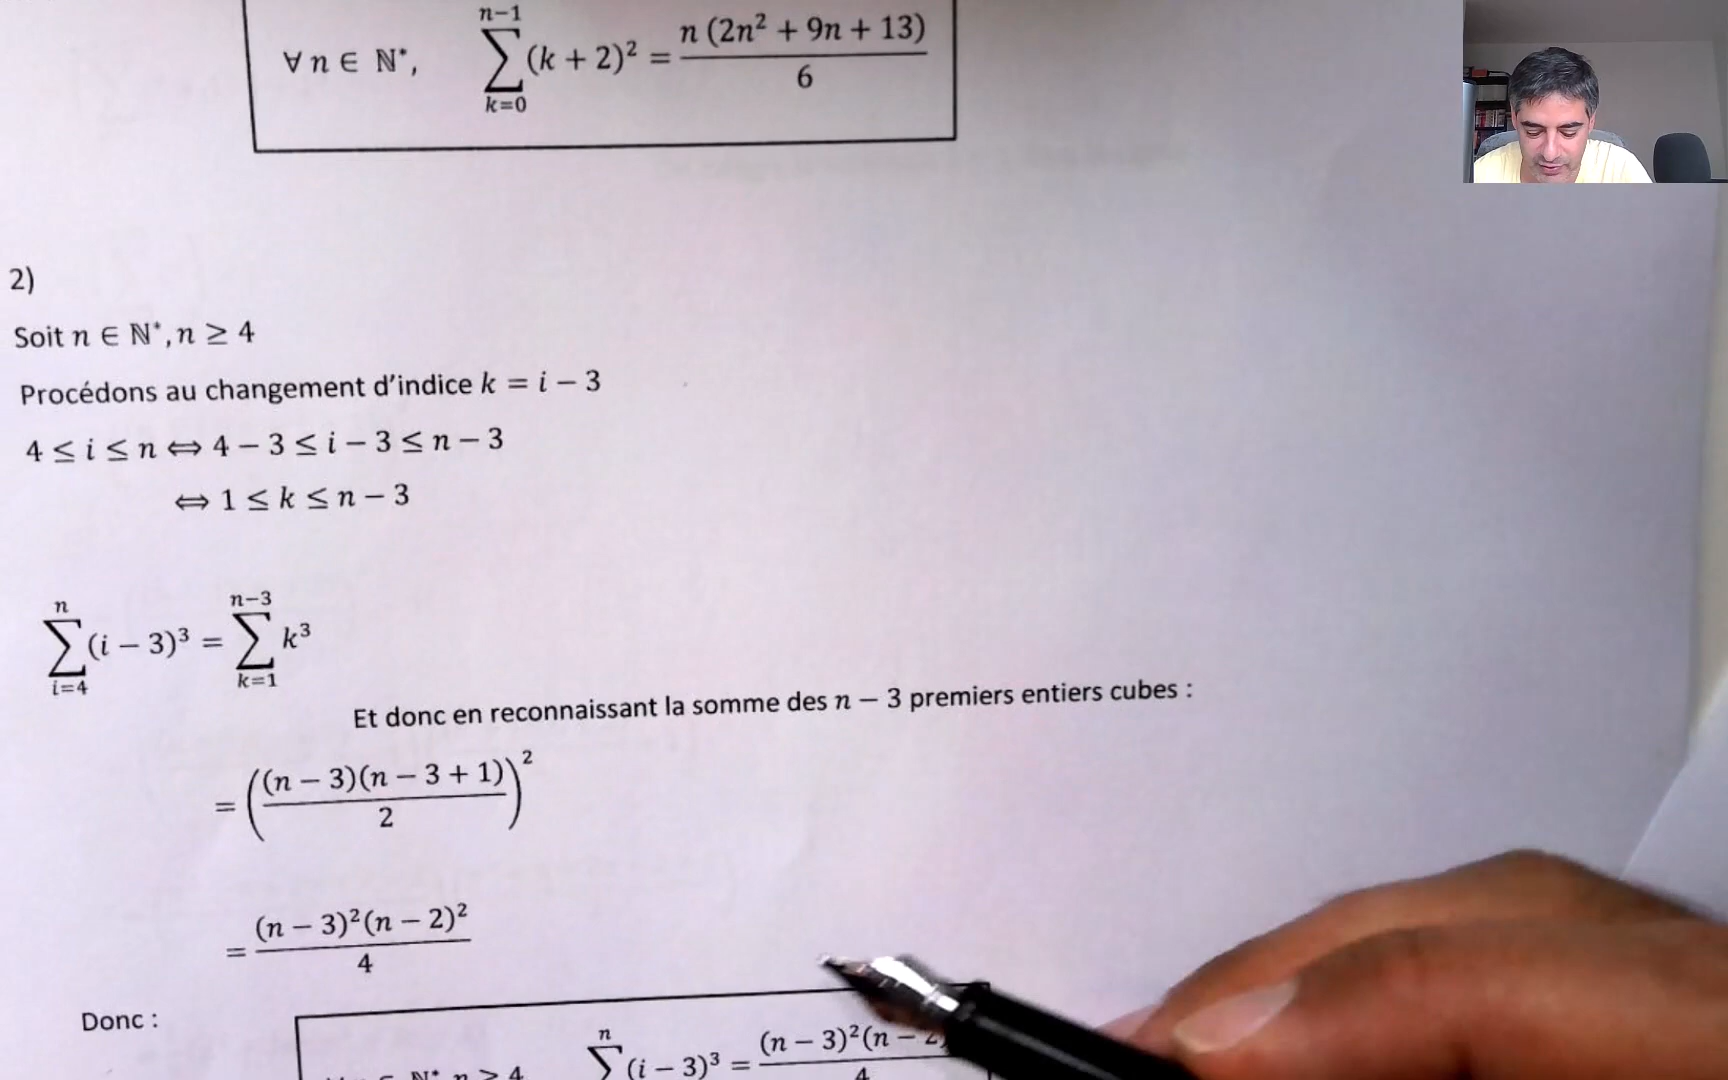 ∀ n ∈ ℕ*, ∑_{k=0}^{n−1} (k + 2)² = n (2n² + 9n + 13) / 6
2)
Soit n ∈ ℕ*, n ≥ 4
Procédons au changement d'indice k = i − 3
4 ≤ i ≤ n ⇔ 4 − 3 ≤ i − 3 ≤ n − 3
⇔ 1 ≤ k ≤ n − 3
∑_{i=4}^{n} (i − 3)³ = ∑_{k=1}^{n−3} k³
Et donc en reconnaissant la somme des n − 3 premiers entiers cubes :
= ((n − 3)(n − 3 + 1) / 2)²
= (n − 3)²(n − 2)² / 4
Donc :
∈ ℕ* n ≥ 4 ∑^{n} (i − 3)³ = (n − 3)²(n − / 4